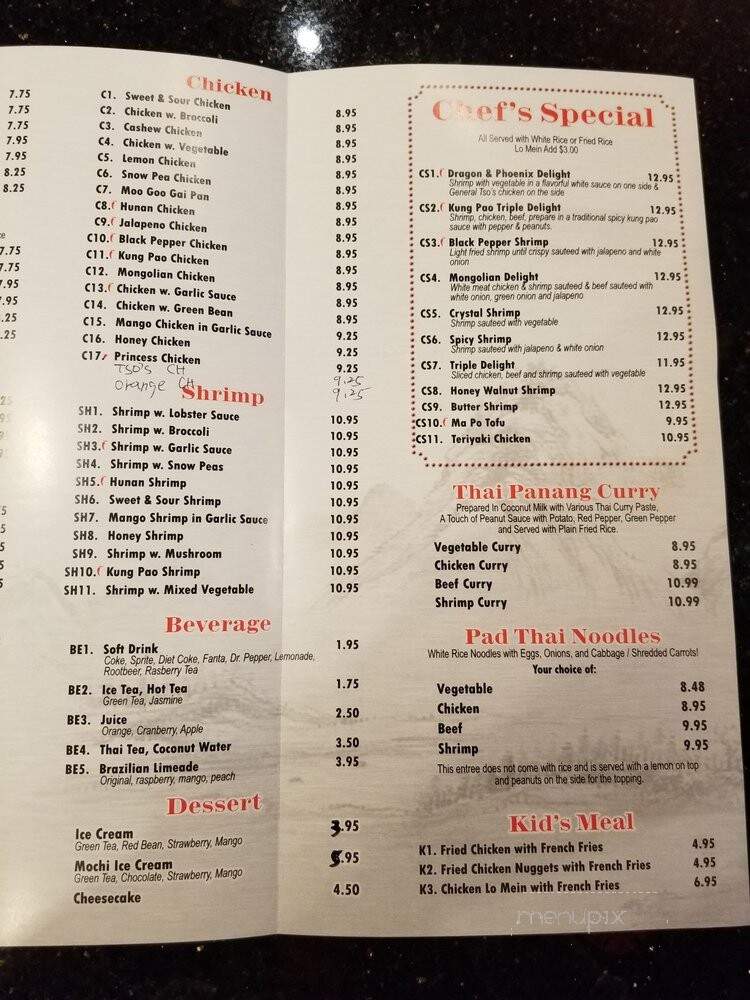 7.75
7.75
7.75
7.95
7.95
8.25
8.25
7.75
7.75
7.95
Chicken
C1. Sweet & Sour Chicken 8.95
C2. Chicken w. Broccoli 8.95
C3. Cashew Chicken 8.95
C4. Chicken w. Vegetable 8.95
C5. Lemon Chicken 8.95
C6. Snow Pea Chicken 8.95
C7. Moo Goo Gai Pan 8.95
C8. Hunan Chicken 8.95
C9. Jalapeno Chicken 8.95
C10. Black Pepper Chicken 8.95
C11. Kung Pao Chicken 8.95
C12. Mongolian Chicken 8.95
C13. Chicken w. Garlic Sauce 8.95
C14. Chicken w. Green Bean 8.95
C15. Mango Chicken in Garlic Sauce 9.25
C16. Honey Chicken 9.25
C17. Princess Chicken 9.25
TSO'S CH 9.25
orange CH 9.25
Shrimp
SH1. Shrimp w. Lobster Sauce 10.95
SH2. Shrimp w. Broccoli 10.95
SH3. Shrimp w. Garlic Sauce 10.95
SH4. Shrimp w. Snow Peas 10.95
SH5. Hunan Shrimp 10.95
SH6. Sweet & Sour Shrimp 10.95
SH7. Mango Shrimp in Garlic Sauce 10.95
SH8. Honey Shrimp 10.95
SH9. Shrimp w. Mushroom 10.95
SH10. Kung Pao Shrimp 10.95
SH11. Shrimp w. Mixed Vegetable 10.95
Beverage
BE1. Soft Drink 1.95
Coke, Sprite, Diet Coke, Fanta, Dr. Pepper, Lemonade,
Rootbeer, Rasberry Tea
BE2. Ice Tea, Hot Tea 1.75
Green Tea, Jasmine
BE3. Juice 2.50
Orange, Cranberry, Apple
BE4. Thai Tea, Coconut Water 3.50
BE5. Brazilian Limeade 3.95
Original, raspberry, mango, peach
Dessert
Ice Cream 3.95
Green Tea, Red Bean, Strawberry, Mango
Mochi Ice Cream 5.95
Green Tea, Chocolate, Strawberry, Mango
Cheesecake 4.50
Chef's Special
All Served with White Rice or Fried Rice
Lo Mein Add $3.00
CS1. Dragon & Phoenix Delight 12.95
Shrimp with vegetable in a flavorful white sauce on one side &
General Tso's chicken on the side
CS2. Kung Pao Triple Delight 12.95
Shrimp, chicken, beef, prepare in a traditional spicy kung pao
sauce with pepper & peanuts.
CS3. Black Pepper Shrimp 12.95
Light fried shrimp until crispy sauteed with jalapeno and white
onion
CS4. Mongolian Delight 12.95
White meat chicken & shrimp sauteed & beef sauteed with
white onion, green onion and jalapeno
CS5. Crystal Shrimp 12.95
Shrimp sauteed with vegetable
CS6. Spicy Shrimp 12.95
Shrimp sauteed with jalapeno & white onion
CS7. Triple Delight 11.95
Sliced chicken, beef and shrimp sauteed with vegetable
CS8. Honey Walnut Shrimp 12.95
CS9. Butter Shrimp 12.95
CS10. Ma Po Tofu 9.95
CS11. Teriyaki Chicken 10.95
Thai Panang Curry
Prepared In Coconut Milk with Various Thai Curry Paste,
A Touch of Peanut Sauce with Potato, Red Pepper, Green Pepper
and Served with Plain Fried Rice.
Vegetable Curry 8.95
Chicken Curry 8.95
Beef Curry 10.99
Shrimp Curry 10.99
Pad Thai Noodles
White Rice Noodles with Eggs, Onions, and Cabbage / Shredded Carrots!
Your choice of:
Vegetable 8.48
Chicken 8.95
Beef 9.95
Shrimp 9.95
This entree does not come with rice and is served with a lemon on top
and peanuts on the side for the topping.
Kid's Meal
K1. Fried Chicken with French Fries 4.95
K2. Fried Chicken Nuggets with French Fries 4.95
K3. Chicken Lo Mein with French Fries 6.95
menupix